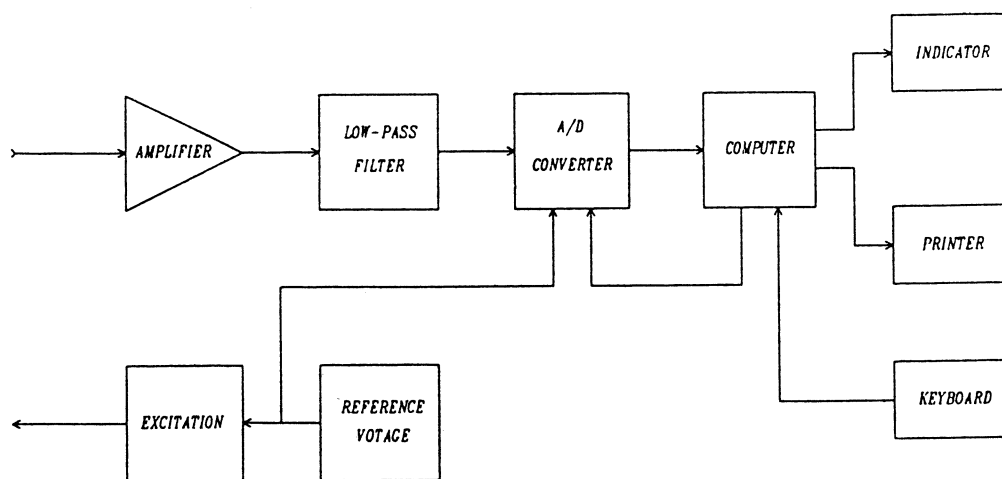 INDICATOR
AMPLIFIER
LOW-PASS
FILTER
A/D
CONVERTER
COMPUTER
PRINTER
EXCITATION
REFERENCE
VOTAGE
KEYBOARD